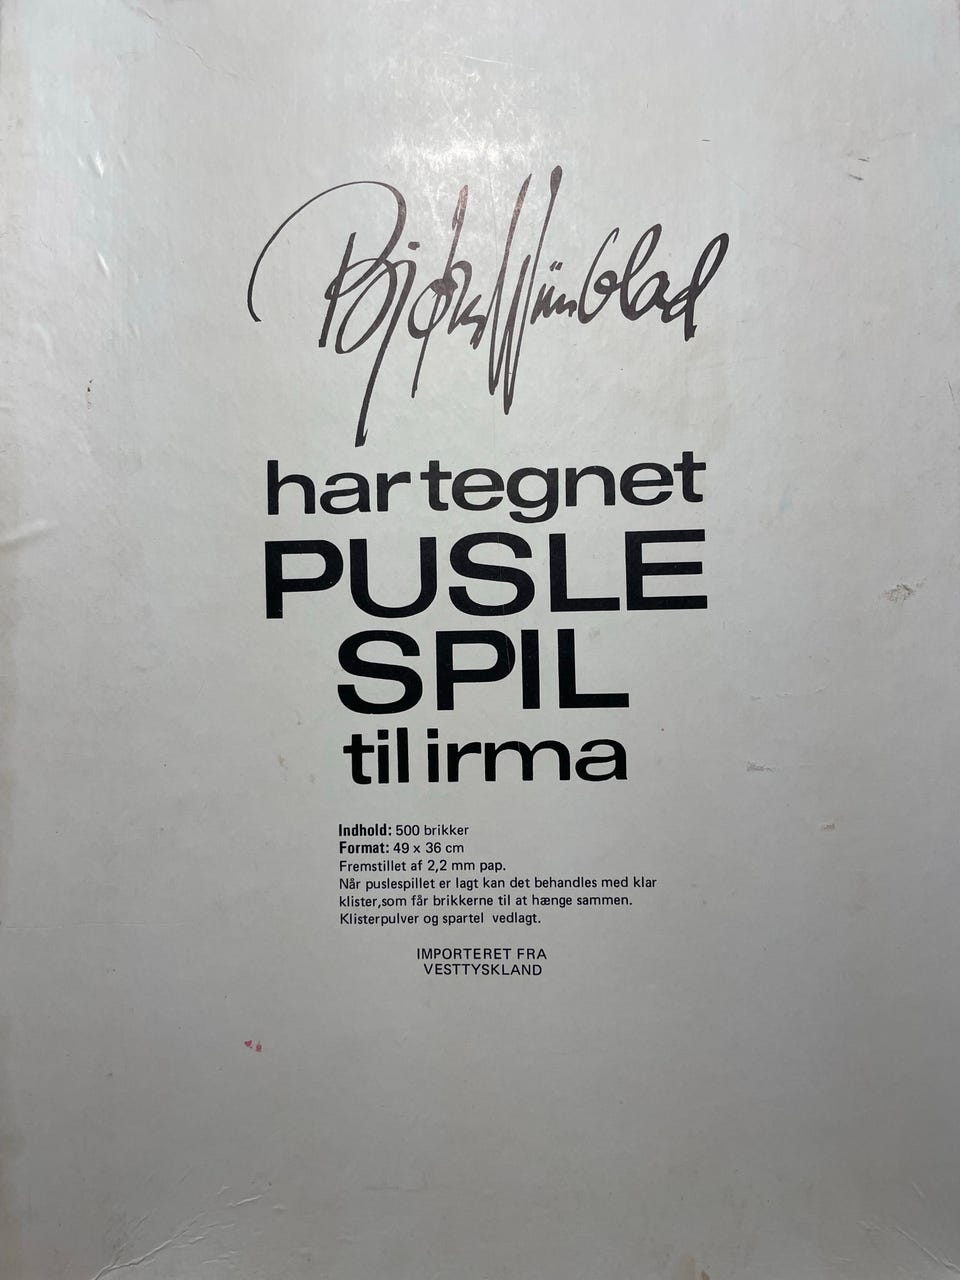 Bjørn Wiinblad
har tegnet
PUSLE
SPIL
til irma
Indhold: 500 brikker
Format: 49 x 36 cm
Fremstillet af 2,2 mm pap.
Når puslespillet er lagt kan det behandles med klar
klister,som får brikkerne til at hænge sammen.
Klisterpulver og spartel vedlagt.
IMPORTERET FRA
VESTTYSKLAND